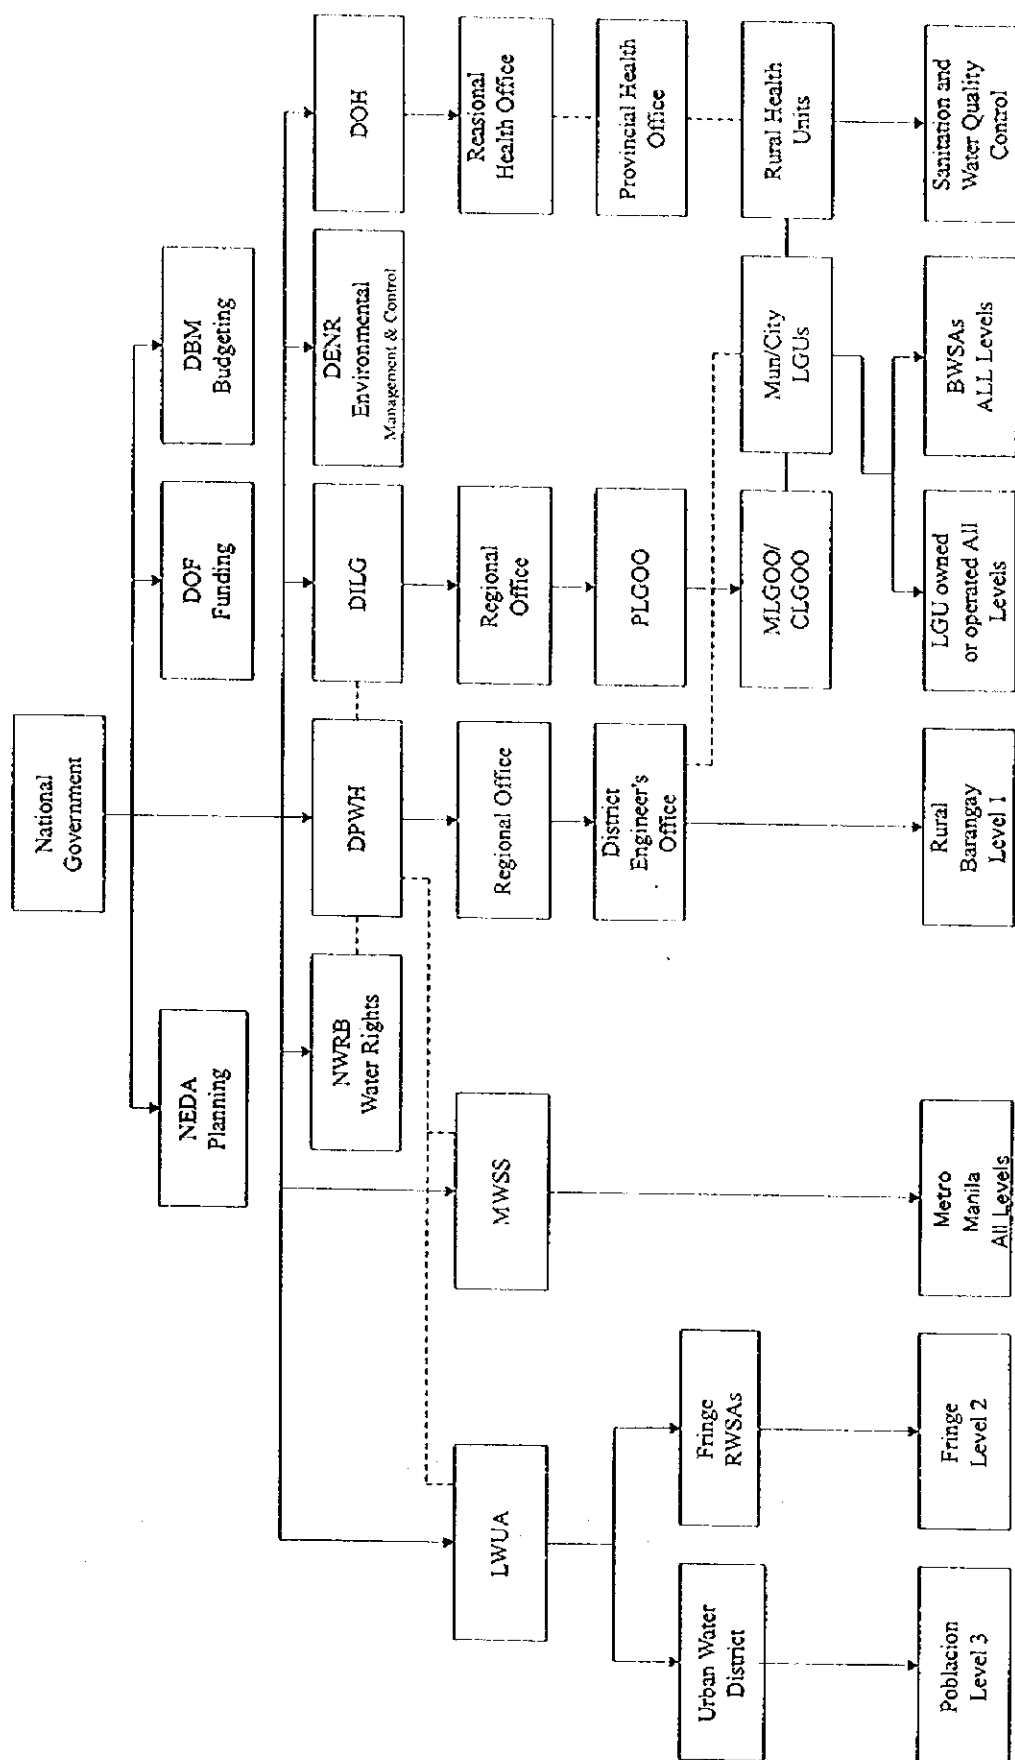 National
Government
NEDA
Planning
DOF
Funding
DBM
Budgeting
NWRB
Water Rights
DPWH
DILG
DENR
Environmental
Management & Control
DOH
LWUA
MWSS
Regional Office
Regional
Office
Reasional
Health Office
District
Engineer's
Office
PLGOO
Provincial Health
Office
Urban Water
District
Fringe
RWSAs
MLGOO/
CLGOO
Mun/City
LGUs
Rural Health
Units
Poblacion
Level 3
Fringe
Level 2
Metro
Manila
All Levels
Rural
Barangay
Level 1
LGU owned
or operated All
Levels
BWSAs
ALL Levels
Sanitation and
Water Quality
Control